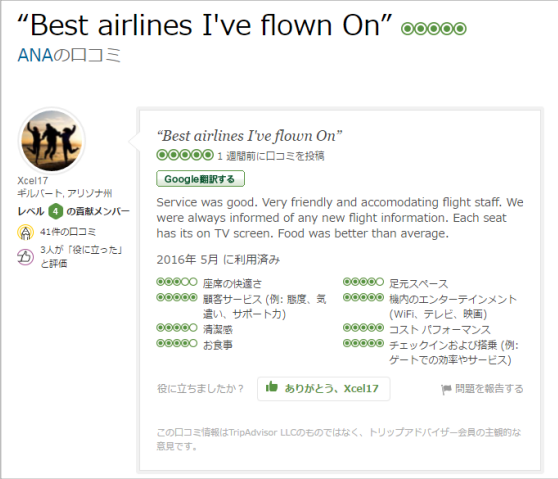 “Best airlines I've flown On”
ANAの口コミ
“Best airlines I've flown On”
1 週間前に口コミを投稿
Google翻訳する
Xcel17
ギルバート, アリゾナ州
レベル 4 の貢献メンバー
41件の口コミ
3人が「役に立った」
と評価
Service was good. Very friendly and accomodating flight staff. We
were always informed of any new flight information. Each seat
has its on TV screen. Food was better than average.
2016年 5月 に利用済み
座席の快適さ
顧客サービス (例: 態度、気
遣い、サポート力)
清潔感
お食事
足元スペース
機内のエンターテインメント
(WiFi、テレビ、映画)
コスト パフォーマンス
チェックインおよび搭乗 (例:
ゲートでの効率やサービス)
役に立ちましたか？
ありがとう、Xcel17
問題を報告する
この口コミ情報はTripAdvisor LLCのものではなく、トリップアドバイザー会員の主観的な
意見です。